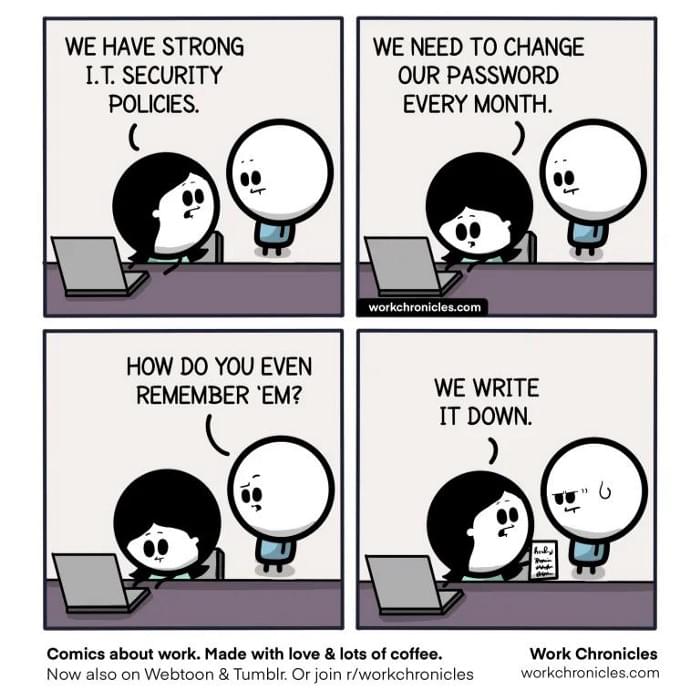 WE HAVE STRONG
I.T. SECURITY
POLICIES.
WE NEED TO CHANGE
OUR PASSWORD
EVERY MONTH.
workchronicles.com
HOW DO YOU EVEN
REMEMBER 'EM?
WE WRITE
IT DOWN.
Comics about work. Made with love & lots of coffee.
Now also on Webtoon & Tumblr. Or join r/workchronicles
Work Chronicles
workchronicles.com